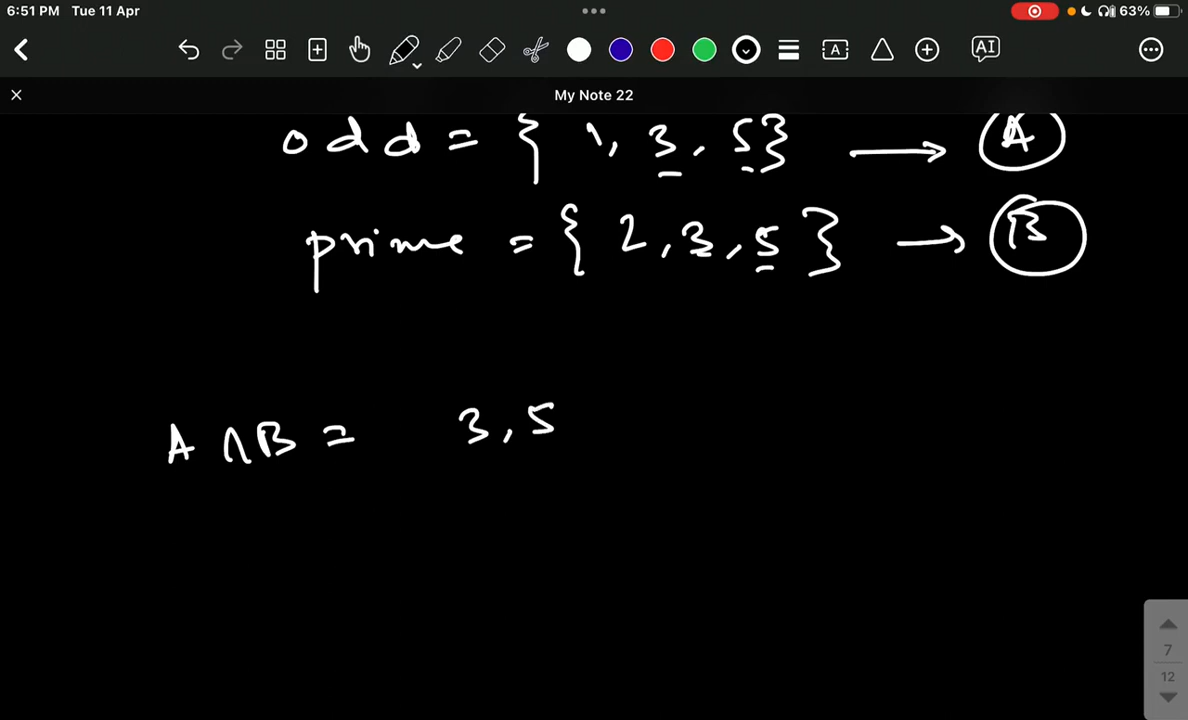 6:51 PM Tue 11 Apr 63%
A AI
My Note 22
odd = { 1, 3, 5} → A
prime = { 2, 3, 5 } → B
A ∩ B = 3, 5
7
12